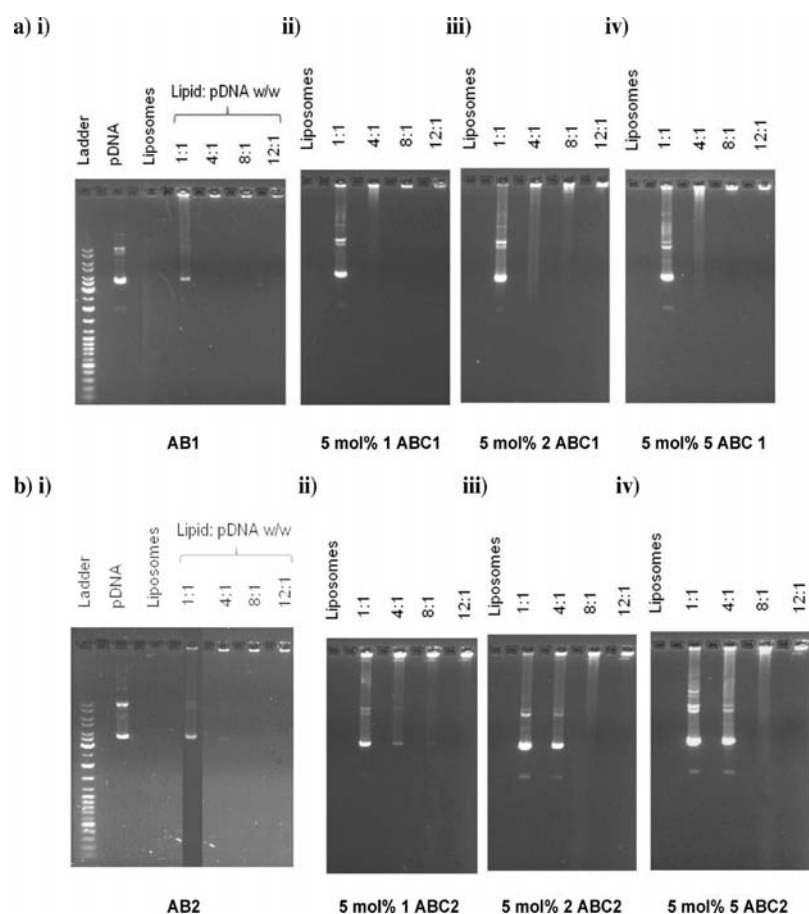 a) i)
ii)
iii)
iv)
Lipid: pDNA w/w
Ladder
pDNA
Liposomes
1:1
4:1
8:1
12:1
Liposomes
1:1
4:1
8:1
12:1
Liposomes
1:1
4:1
8:1
12:1
Liposomes
1:1
4:1
8:1
12:1
AB1
5 mol% 1 ABC1
5 mol% 2 ABC1
5 mol% 5 ABC 1
b) i)
ii)
iii)
iv)
Lipid: pDNA w/w
Ladder
pDNA
Liposomes
1:1
4:1
8:1
12:1
Liposomes
1:1
4:1
8:1
12:1
Liposomes
1:1
4:1
8:1
12:1
Liposomes
1:1
4:1
8:1
12:1
AB2
5 mol% 1 ABC2
5 mol% 2 ABC2
5 mol% 5 ABC2